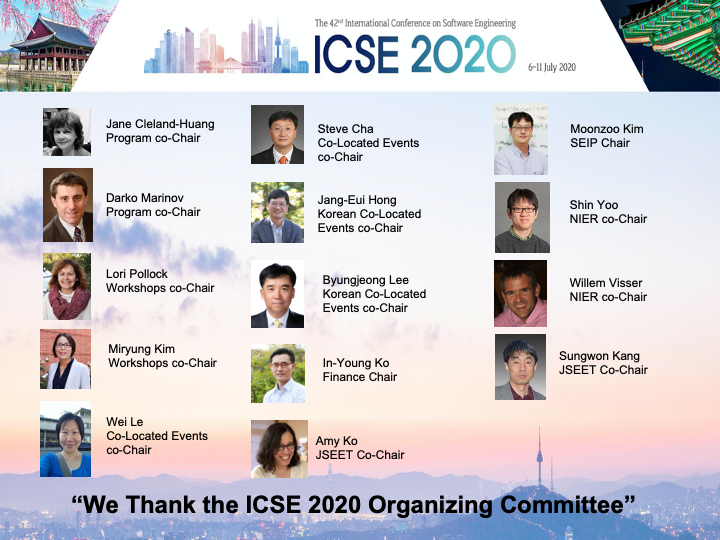 The 42nd International Conference on Software Engineering
ICSE 2020
6-11 July 2020
Jane Cleland-Huang
Program co-Chair
Darko Marinov
Program co-Chair
Lori Pollock
Workshops co-Chair
Miryung Kim
Workshops co-Chair
Wei Le
Co-Located Events
co-Chair
Steve Cha
Co-Located Events
co-Chair
Jang-Eui Hong
Korean Co-Located
Events co-Chair
Byungjeong Lee
Korean Co-Located
Events co-Chair
In-Young Ko
Finance Chair
Amy Ko
JSEET Co-Chair
Moonzoo Kim
SEIP Chair
Shin Yoo
NIER co-Chair
Willem Visser
NIER co-Chair
Sungwon Kang
JSEET Co-Chair
“We Thank the ICSE 2020 Organizing Committee”